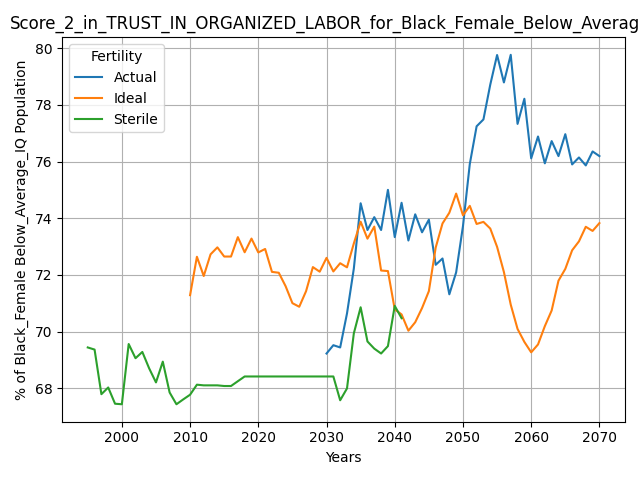 Score_2_in_TRUST_IN_ORGANIZED_LABOR_for_Black_Female_Below_Averag
% of Black_Female Below_Average_IQ Population
80
78
76
74
72
70
68
Fertility
Actual
Ideal
Sterile
2000 2010 2020 2030 2040 2050 2060 2070
Years